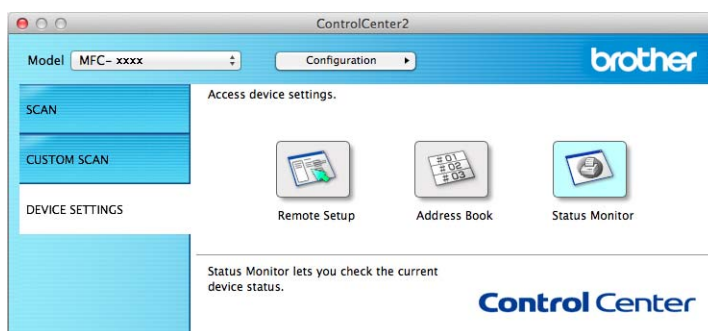 ControlCenter2
Model MFC- xxxx Configuration
brother
SCAN
CUSTOM SCAN
DEVICE SETTINGS
Access device settings.
#01
#02
#03
Remote Setup Address Book Status Monitor
Status Monitor lets you check the current
device status.
Control Center